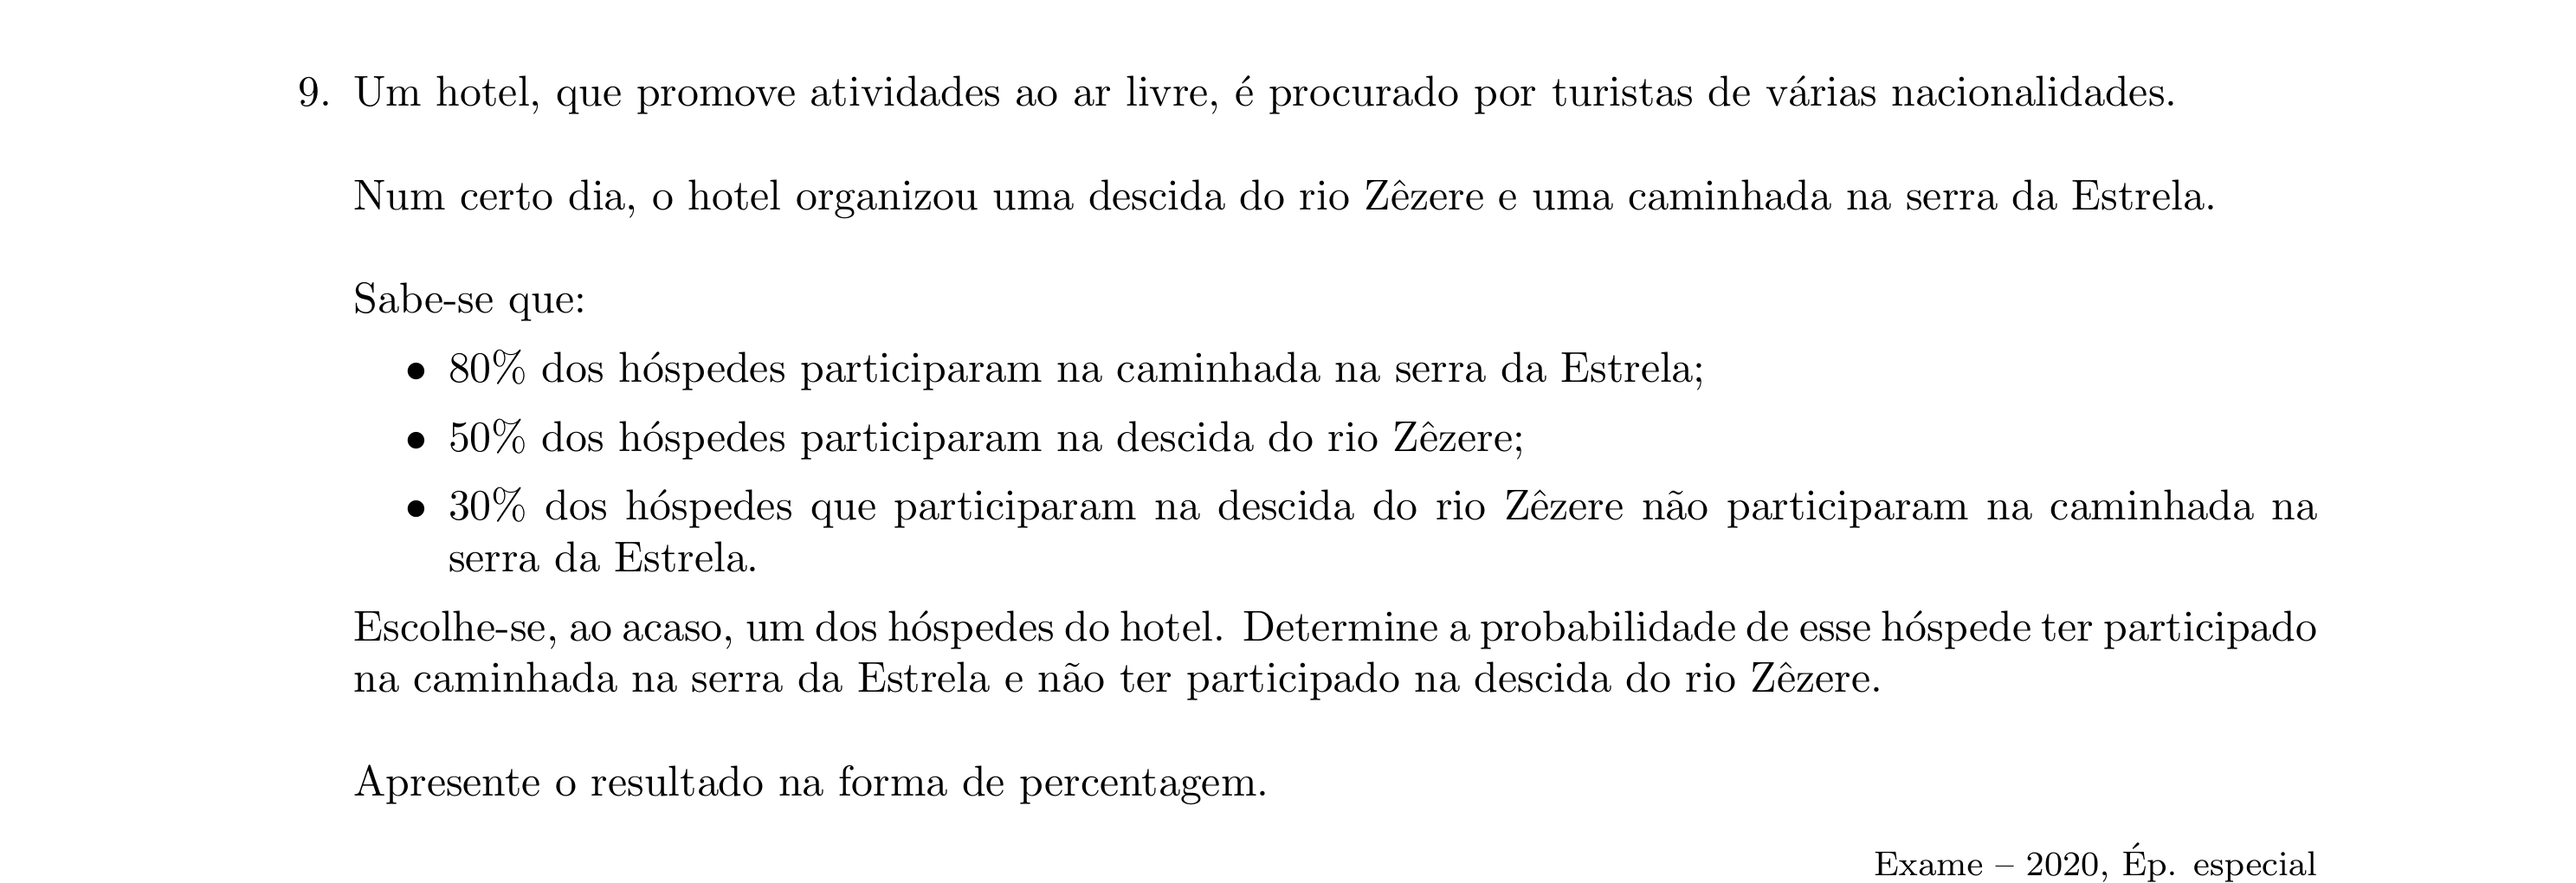 9. Um hotel, que promove atividades ao ar livre, é procurado por turistas de várias nacionalidades.
Num certo dia, o hotel organizou uma descida do rio Zêzere e uma caminhada na serra da Estrela.
Sabe-se que:
• 80% dos hóspedes participaram na caminhada na serra da Estrela;
• 50% dos hóspedes participaram na descida do rio Zêzere;
• 30% dos hóspedes que participaram na descida do rio Zêzere não participaram na caminhada na
serra da Estrela.
Escolhe-se, ao acaso, um dos hóspedes do hotel. Determine a probabilidade de esse hóspede ter participado
na caminhada na serra da Estrela e não ter participado na descida do rio Zêzere.
Apresente o resultado na forma de percentagem.
Exame – 2020, Ép. especial